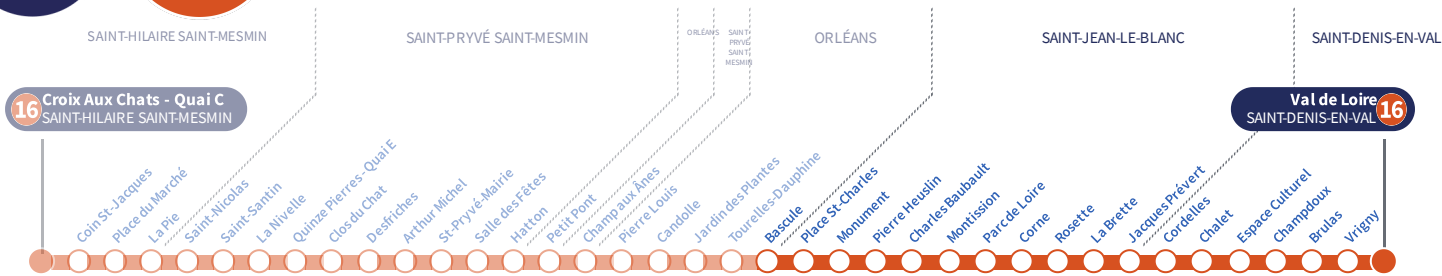 SAINT-HILAIRE SAINT-MESMIN
SAINT-PRYVÉ SAINT-MESMIN
ORLÉANS
SAINT-
PRYVÉ
SAINT-
MESMIN
ORLÉANS
SAINT-JEAN-LE-BLANC
SAINT-DENIS-EN-VAL
16
Croix Aux Chats - Quai C
SAINT-HILAIRE SAINT-MESMIN
Val de Loire
SAINT-DENIS-EN-VAL
16
Coin St-Jacques
Place du Marché
La Pie
Saint-Nicolas
Saint-Santin
La Nivelle
Quinze Pierres - Quai E
Clos du Chat
Desfriches
Arthur Michel
St-Pryvé-Mairie
Salle des Fêtes
Hatton
Petit Pont
Champ aux Ânes
Pierre Louis
Candolle
Jardin des Plantes
Tourelles-Dauphine
Bascule
Place St-Charles
Monument
Pierre Heuslin
Charles Baubault
Montission
Parc de Loire
Corne
Rosette
La Brette
Jacques Prévert
Cordelles
Chalet
Espace Culturel
Champdoux
Brulas
Vrigny